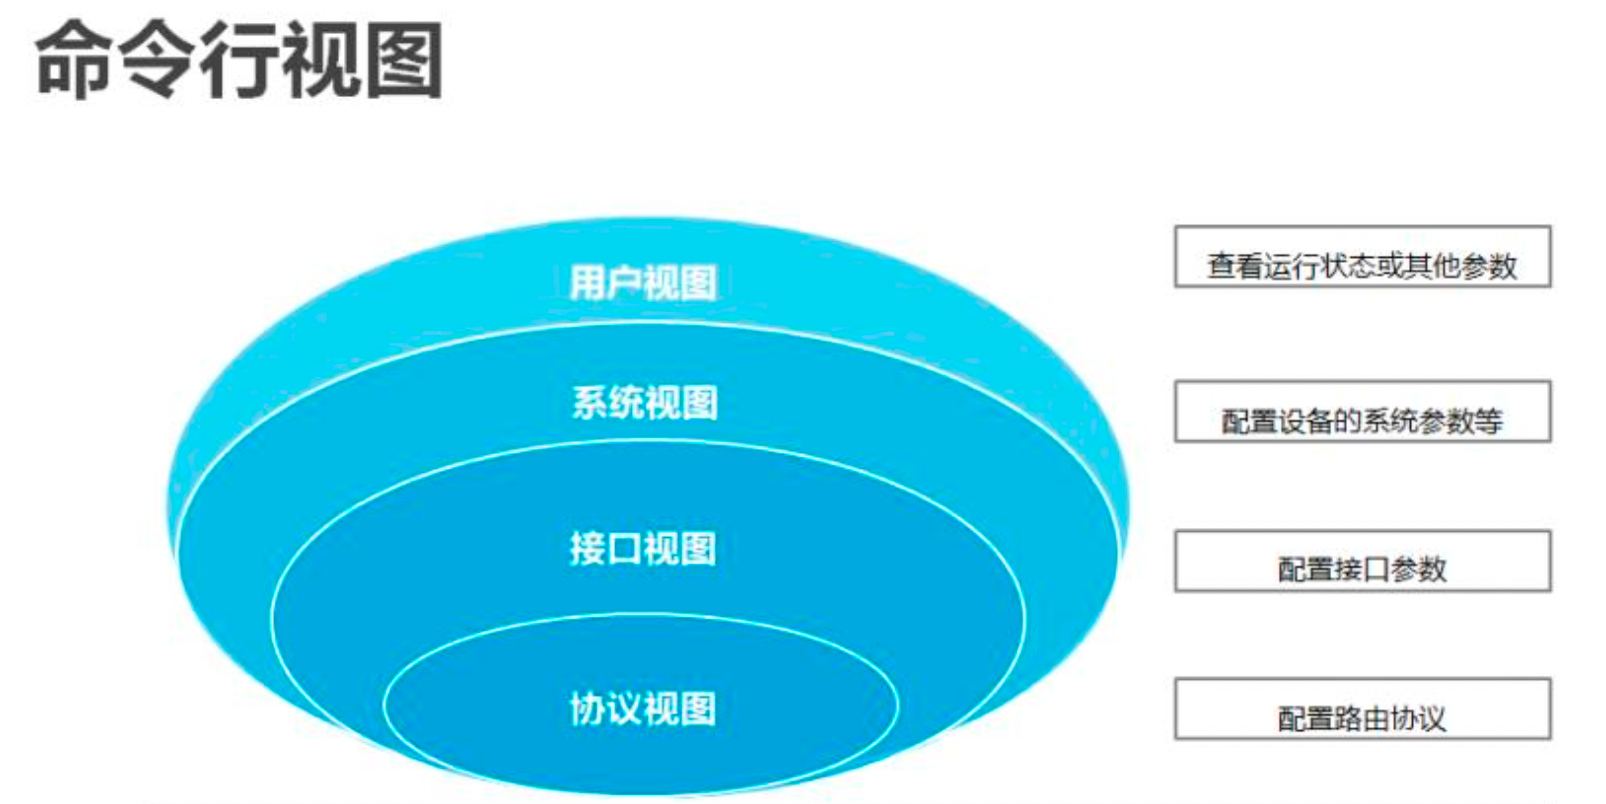 命令行视图
用户视图
查看运行状态或其他参数
系统视图
配置设备的系统参数等
接口视图
配置接口参数
协议视图
配置路由协议